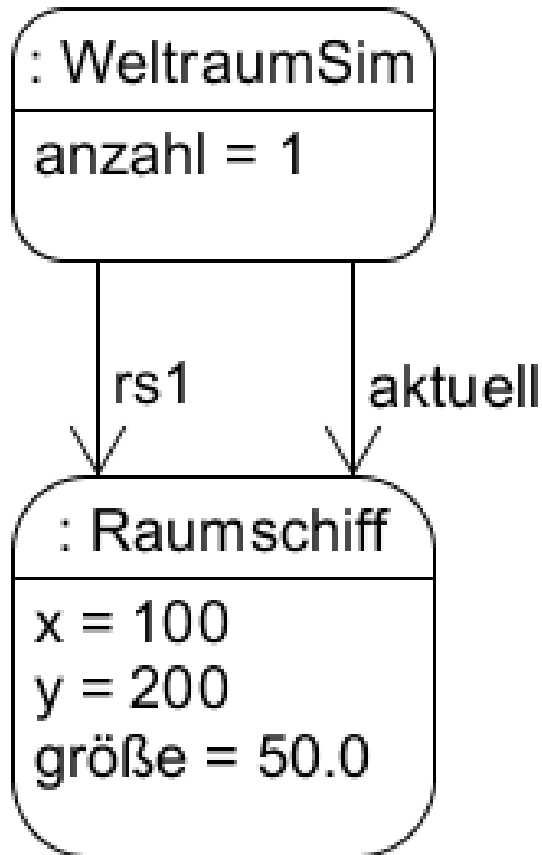 : WeltraumSim
anzahl = 1
rs1
aktuell
: Raumschiff
x = 100
y = 200
größe = 50.0